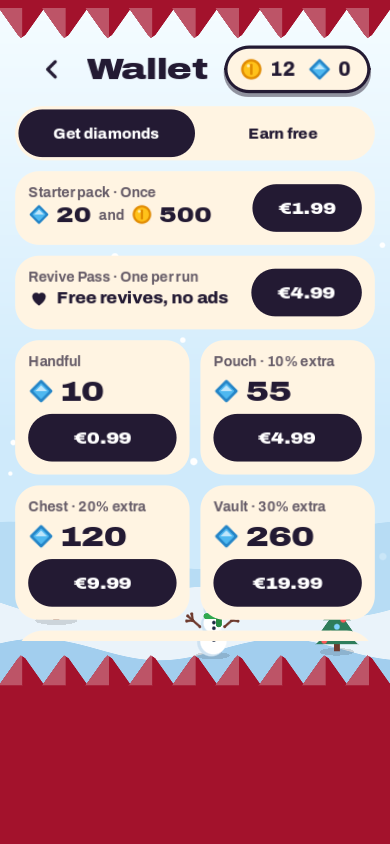 Wallet 12 0
Get diamonds Earn free
Starter pack · Once
20 and 500
€1.99
Revive Pass · One per run
Free revives, no ads
€4.99
Handful
10
€0.99
Pouch · 10% extra
55
€4.99
Chest · 20% extra
120
€9.99
Vault · 30% extra
260
€19.99